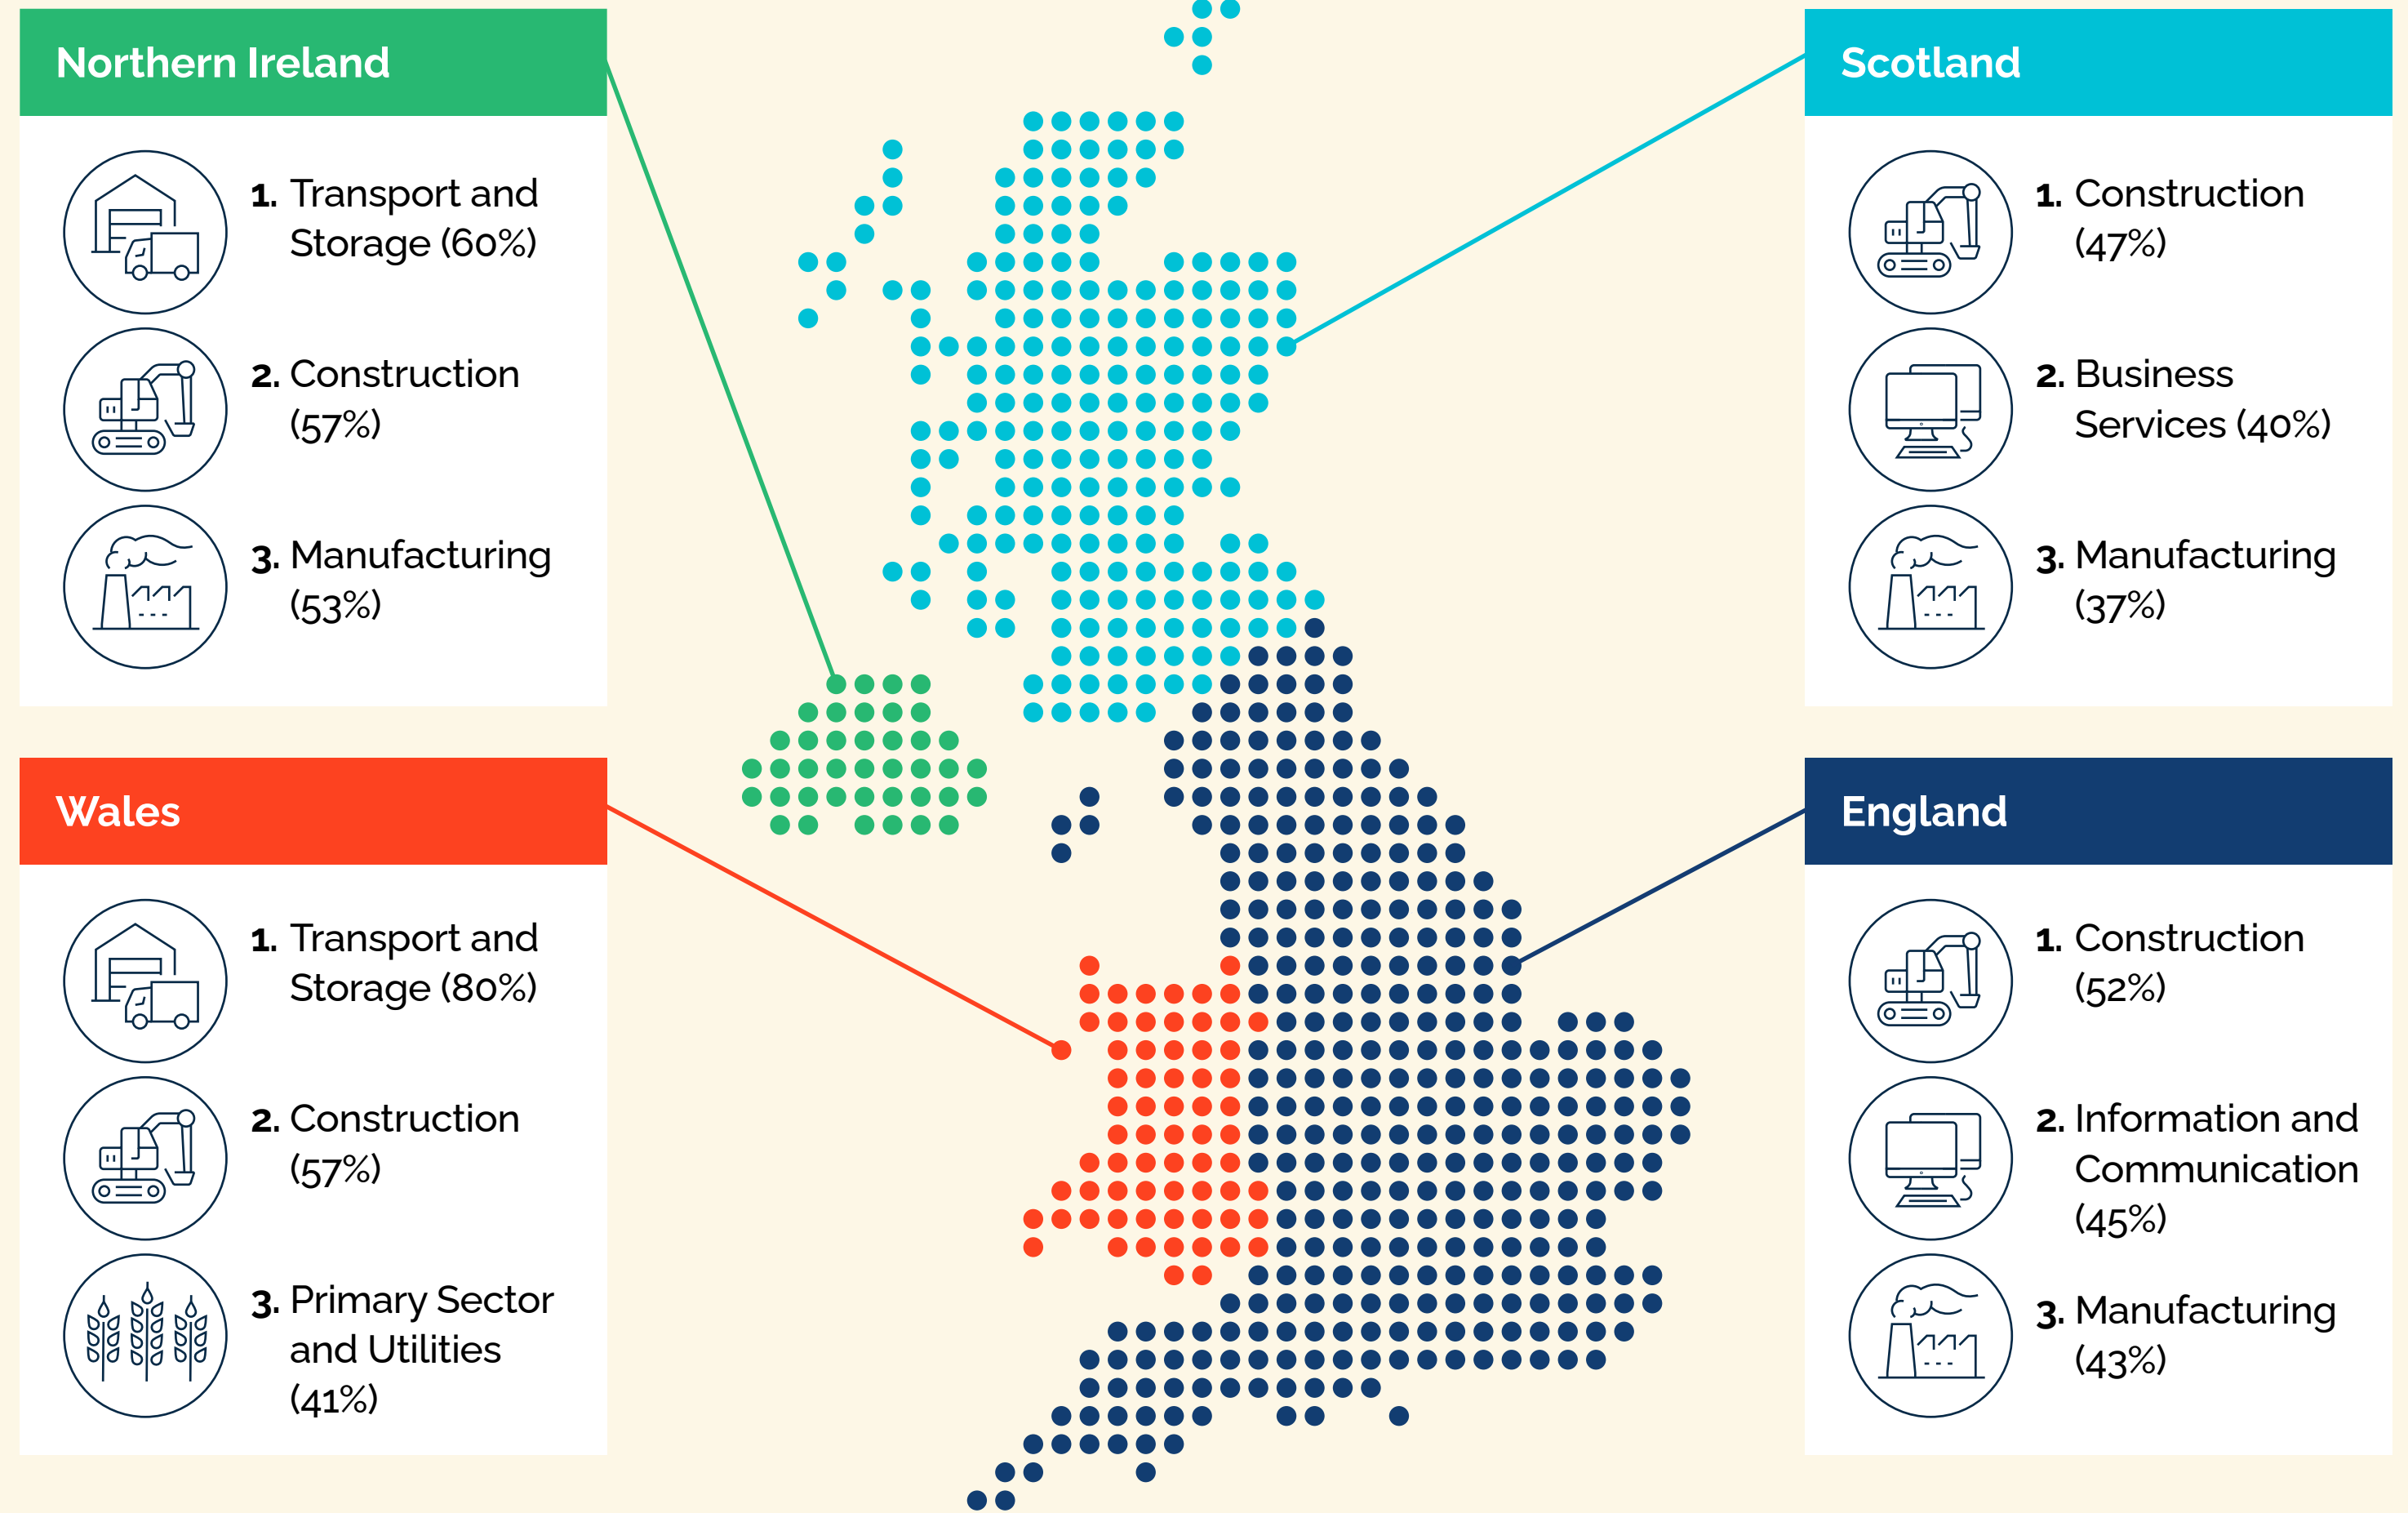 Northern Ireland
1. Transport and
Storage (60%)
2. Construction
(57%)
3. Manufacturing
(53%)
Scotland
1. Construction
(47%)
2. Business
Services (40%)
3. Manufacturing
(37%)
Wales
1. Transport and
Storage (80%)
2. Construction
(57%)
3. Primary Sector
and Utilities
(41%)
England
1. Construction
(52%)
2. Information and
Communication
(45%)
3. Manufacturing
(43%)